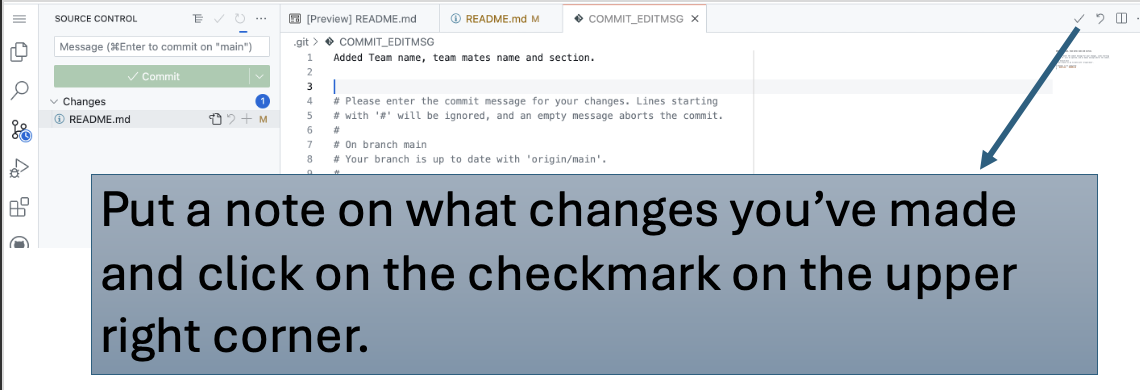 SOURCE CONTROL
Message (⌘Enter to commit on "main")
Commit
Changes
1
README.md
M
[Preview] README.md
README.md M
COMMIT_EDITMSG
.git > COMMIT_EDITMSG
1 Added Team name, team mates name and section.
2
3
4 # Please enter the commit message for your changes. Lines starting
5 # with '#' will be ignored, and an empty message aborts the commit.
6 #
7 # On branch main
8 # Your branch is up to date with 'origin/main'.
9 #
Put a note on what changes you’ve made
and click on the checkmark on the upper
right corner.